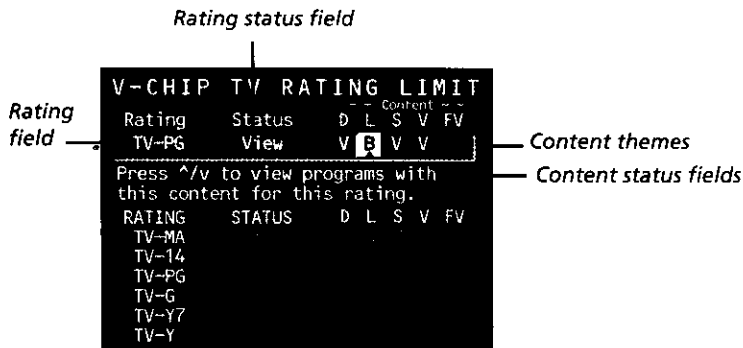 Rating status field
V-CHIP TV RATING LIMIT
- - Content - -
Rating Status D L S V FV
Rating field
TV-PG View V B V V
Content themes
Press ^/v to view programs with
Content status fields
this content for this rating.
RATING STATUS D L S V FV
TV-MA
TV-14
TV-PG
TV-G
TV-Y7
TV-Y